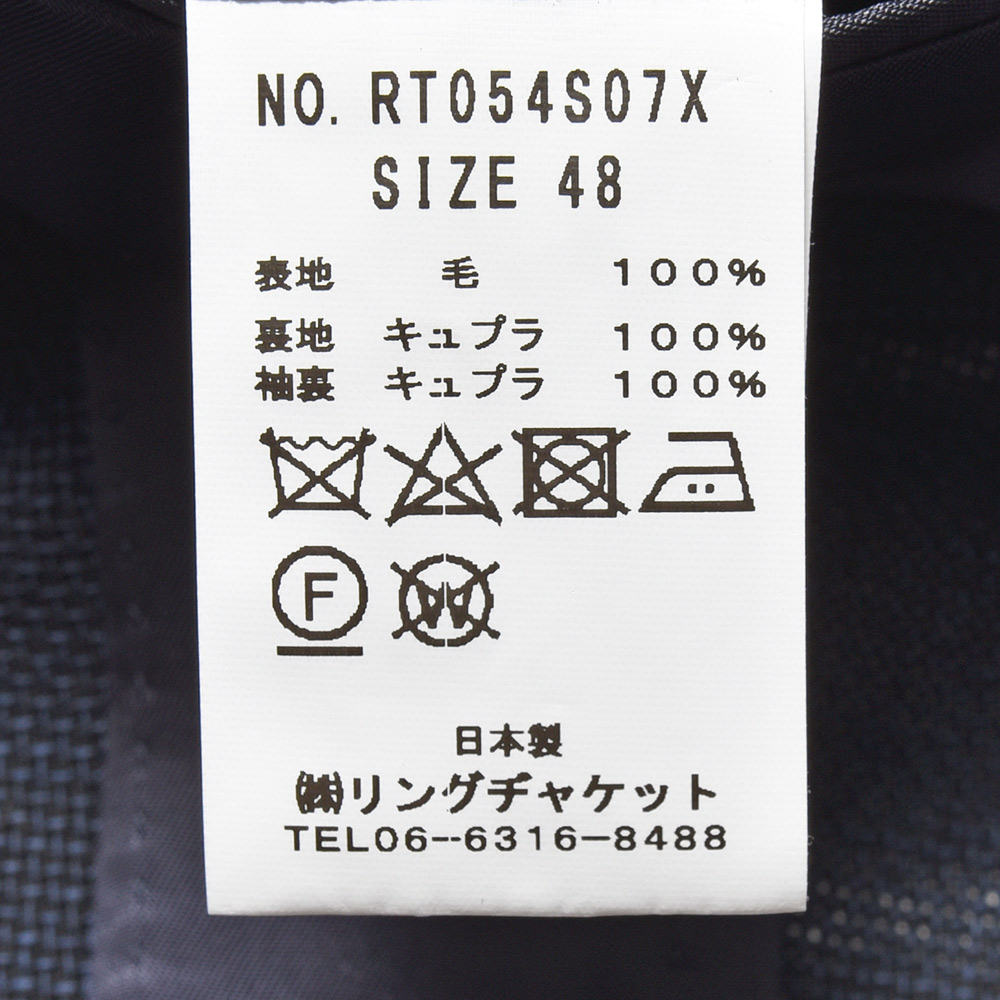 NO. RT054S07X
SIZE 48
表地 毛 100%
裏地 キュプラ 100%
袖裏 キュプラ 100%
F
W
日本製
㈱リングヂャケット
TEL06-6316-8488